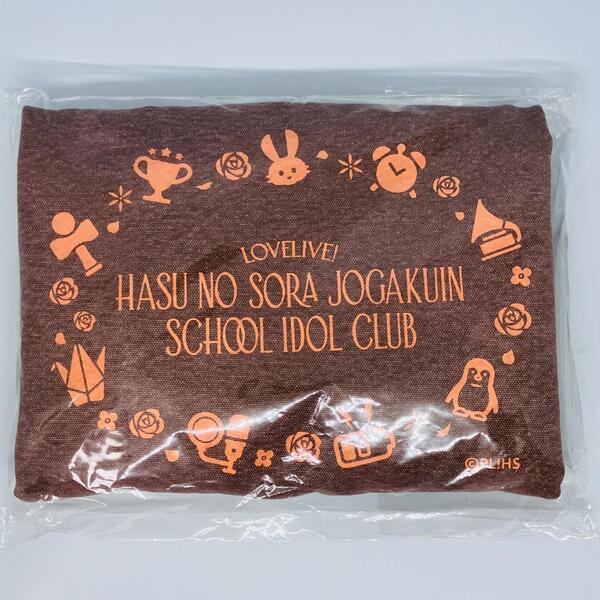 LOVELIVE!
HASU NO SORA JOGAKUIN
SCHOOL IDOL CLUB
©PL!HS